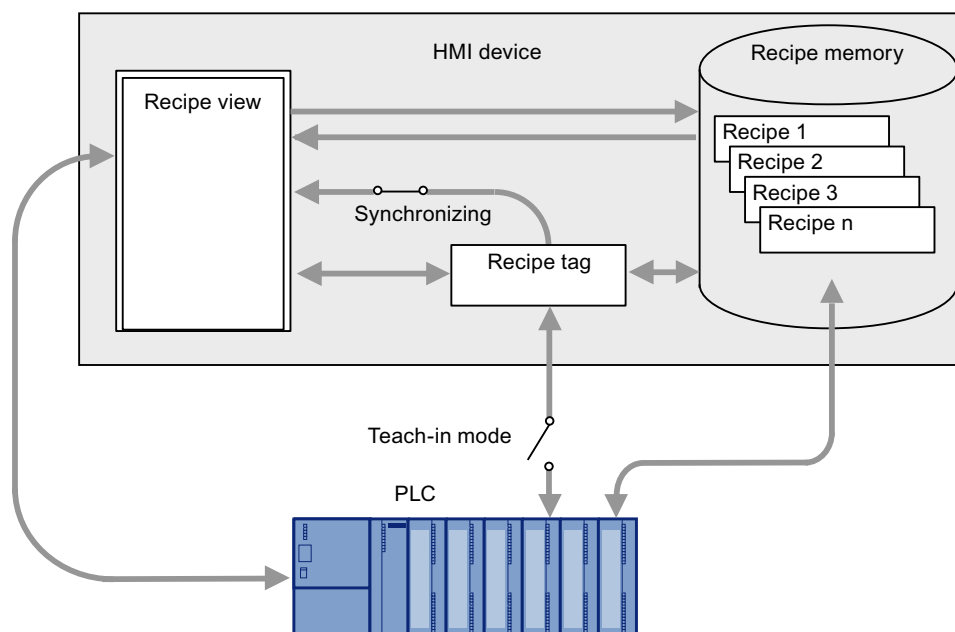 HMI device
Recipe memory
Recipe view
Recipe 1
Recipe 2
Recipe 3
Recipe n
Synchronizing
Recipe tag
Teach-in mode
PLC